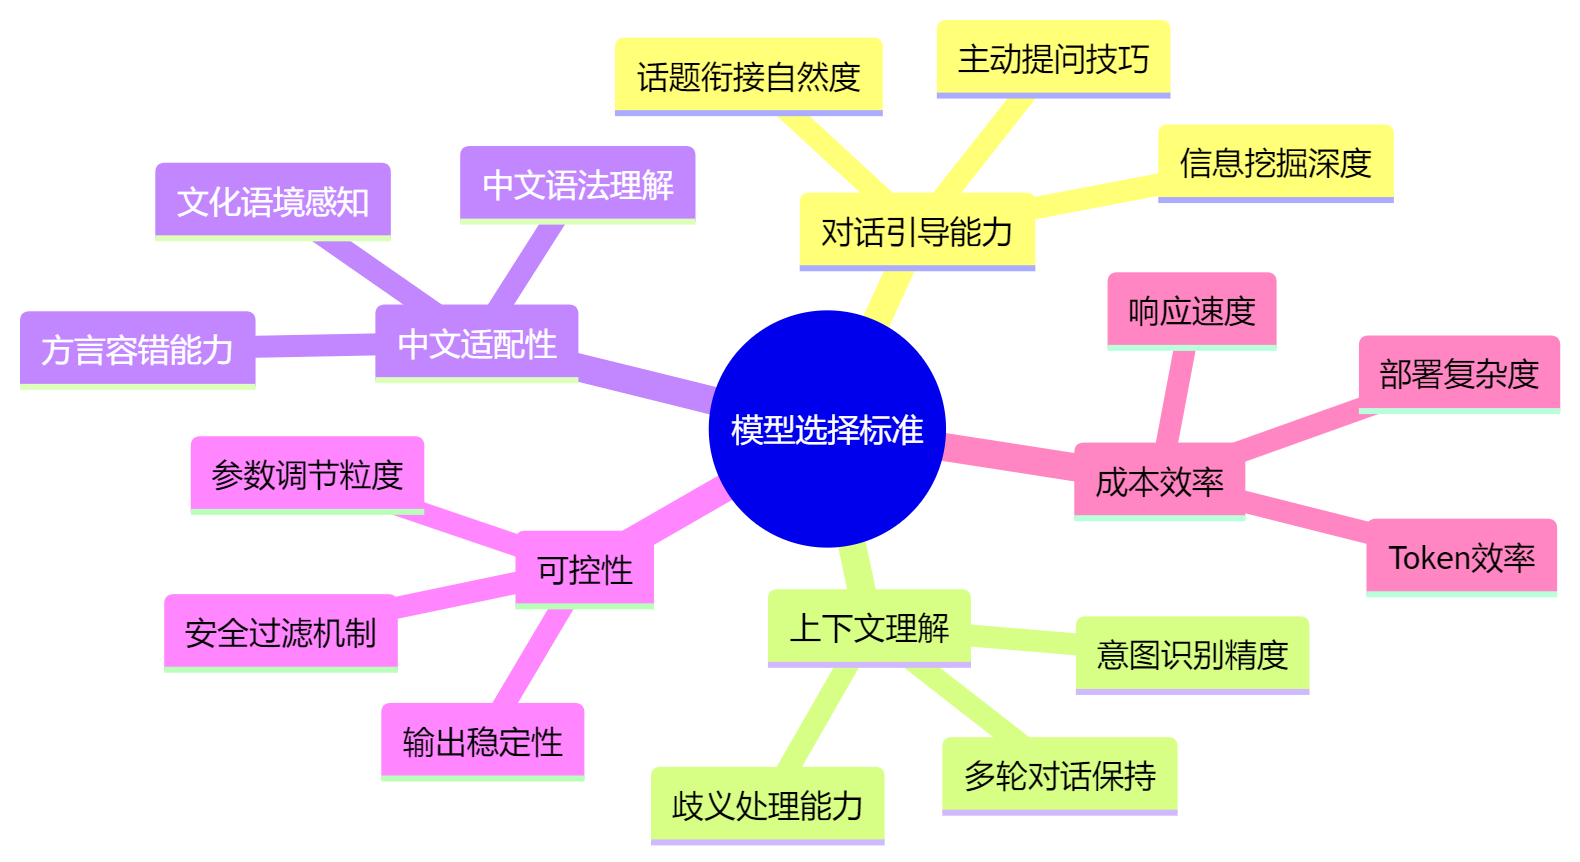 模型选择标准
对话引导能力
话题衔接自然度
主动提问技巧
信息挖掘深度
成本效率
响应速度
部署复杂度
Token效率
上下文理解
意图识别精度
多轮对话保持
歧义处理能力
可控性
参数调节粒度
安全过滤机制
输出稳定性
中文适配性
中文语法理解
文化语境感知
方言容错能力